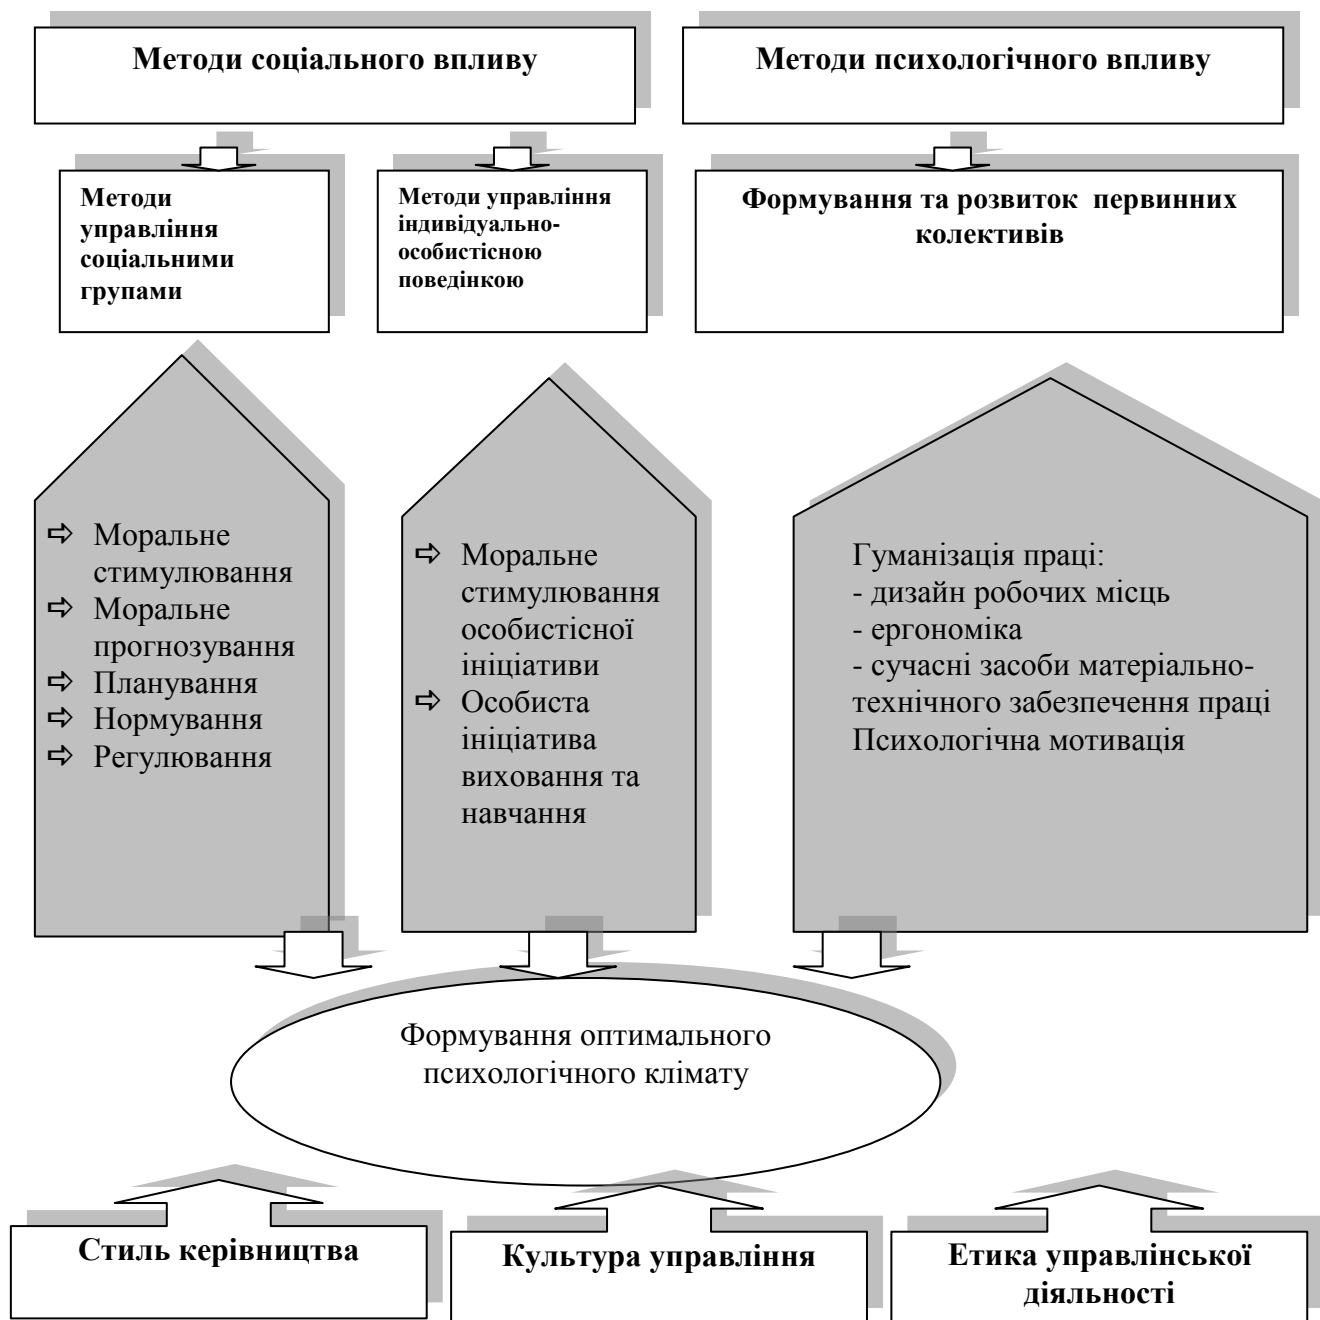 Методи соціального впливу
Методи психологічного впливу
Методи
управління
соціальними
групами
Методи управління
індивідуально-
особистісною
поведінкою
Формування та розвиток первинних
колективів
⇨ Моральне
стимулювання
⇨ Моральне
прогнозування
⇨ Планування
⇨ Нормування
⇨ Регулювання
⇨ Моральне
стимулювання
особистісної
ініціативи
⇨ Особиста
ініціатива
виховання та
навчання
Гуманізація праці:
- дизайн робочих місць
- ергономіка
- сучасні засоби матеріально-
технічного забезпечення праці
Психологічна мотивація
Формування оптимального
психологічного клімату
Стиль керівництва
Культура управління
Етика управлінської
діяльності